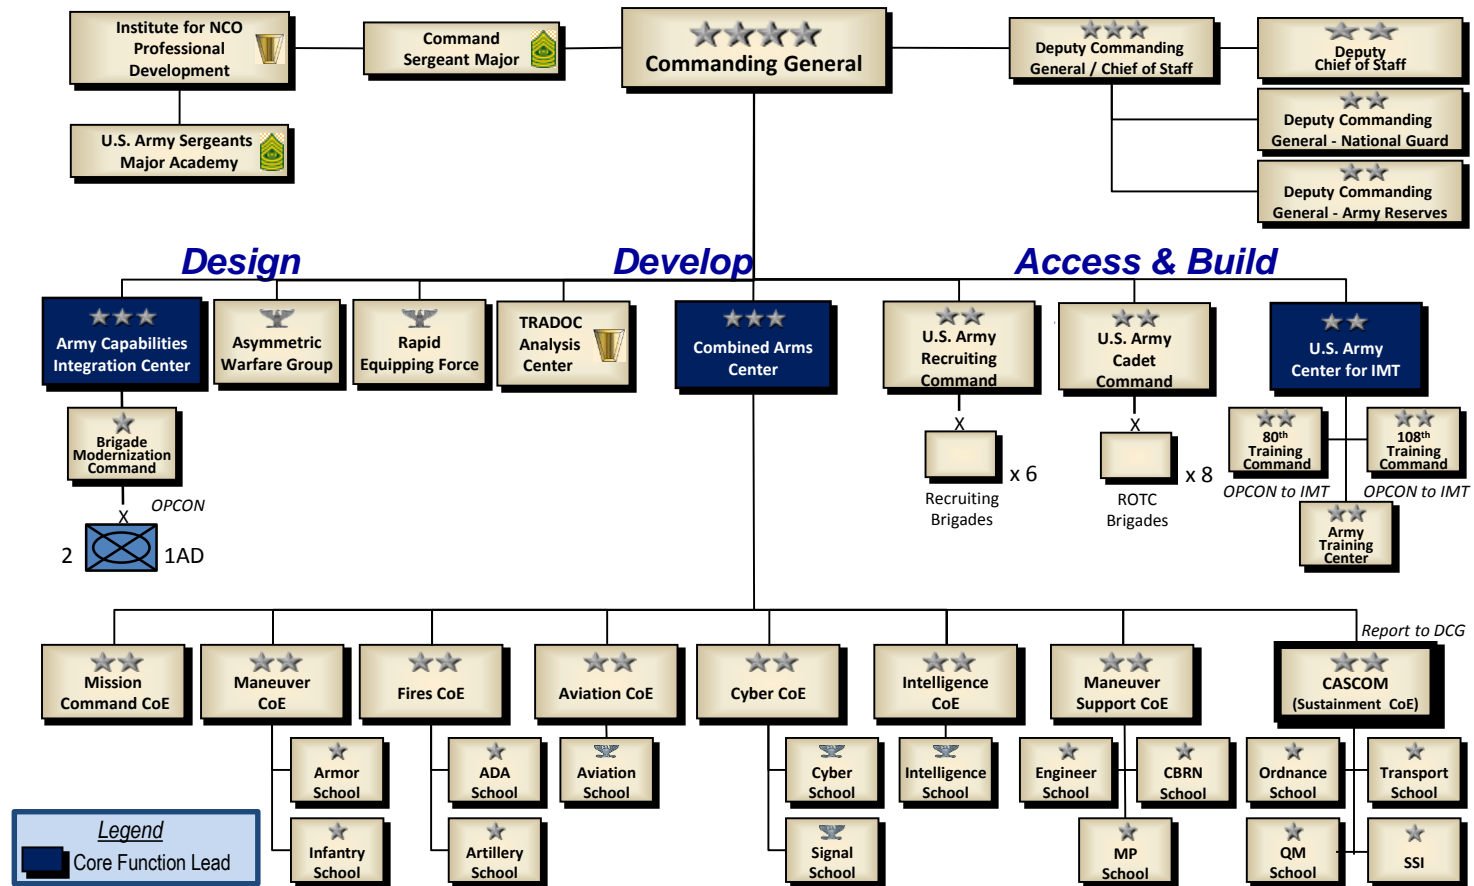 Institute for NCO
Professional
Development
Command
Sergeant Major
Commanding General
Deputy Commanding
General / Chief of Staff
Deputy
Chief of Staff
Deputy Commanding
General - National Guard
Deputy Commanding
General - Army Reserves
U.S. Army Sergeants
Major Academy
Design
Develop
Access & Build
Army Capabilities
Integration Center
Asymmetric
Warfare Group
Rapid
Equipping Force
TRADOC
Analysis
Center
Combined Arms
Center
U.S. Army
Recruiting
Command
U.S. Army
Cadet
Command
U.S. Army
Center for IMT
Brigade
Modernization
Command
OPCON
X
2
1AD
X
x 6
Recruiting
Brigades
X
x 8
ROTC
Brigades
80th
Training
Command
OPCON to IMT
108th
Training
Command
OPCON to IMT
Army
Training
Center
Report to DCG
Mission
Command CoE
Maneuver
CoE
Fires CoE
Aviation CoE
Cyber CoE
Intelligence
CoE
Maneuver
Support CoE
CASCOM
(Sustainment CoE)
Armor
School
ADA
School
Aviation
School
Cyber
School
Intelligence
School
Engineer
School
CBRN
School
Ordnance
School
Transport
School
Infantry
School
Artillery
School
Signal
School
MP
School
QM
School
SSI
Legend
Core Function Lead